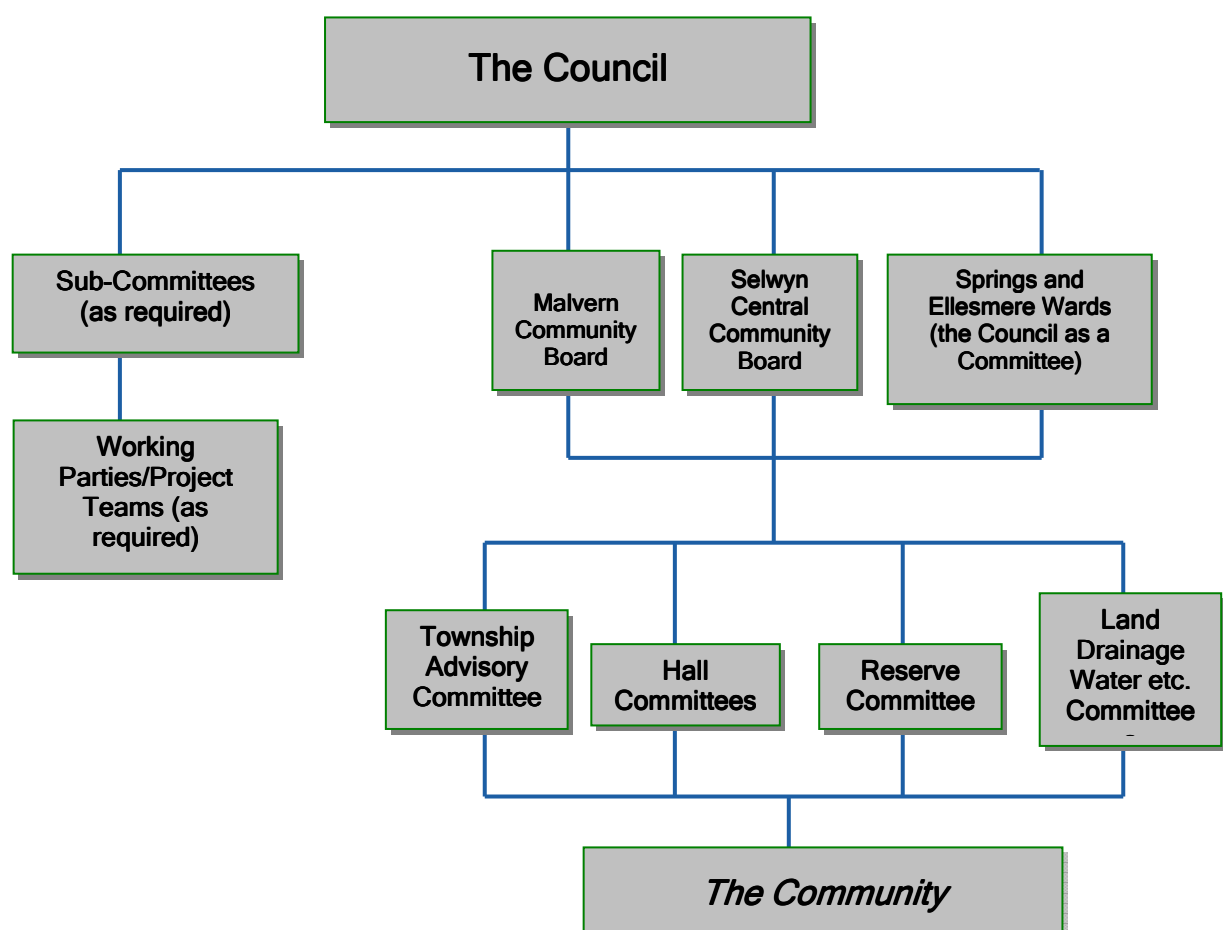 The Council
Sub-Committees
(as required)
Malvern
Community
Board
Selwyn
Central
Community
Board
Springs and
Ellesmere Wards
(the Council as a
Committee)
Working
Parties/Project
Teams (as
required)
Township
Advisory
Committee
Hall
Committees
Reserve
Committee
Land
Drainage
Water etc.
Committee
The Community